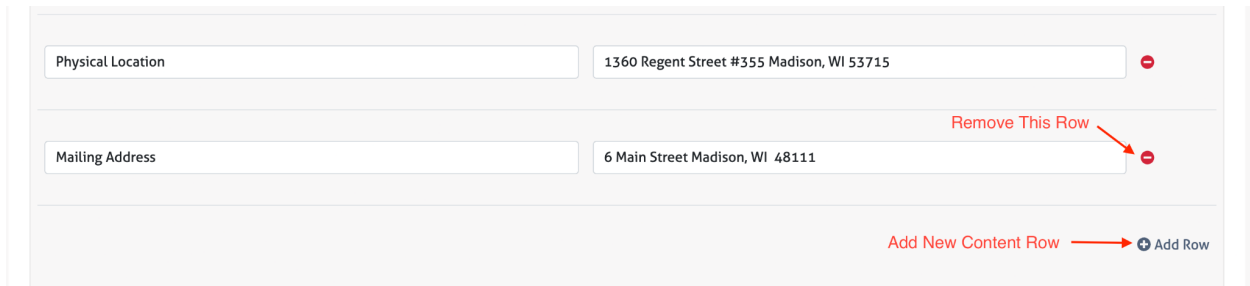 Physical Location 1360 Regent Street #355 Madison, WI 53715
Remove This Row
Mailing Address 6 Main Street Madison, WI  48111
Add New Content Row Add Row